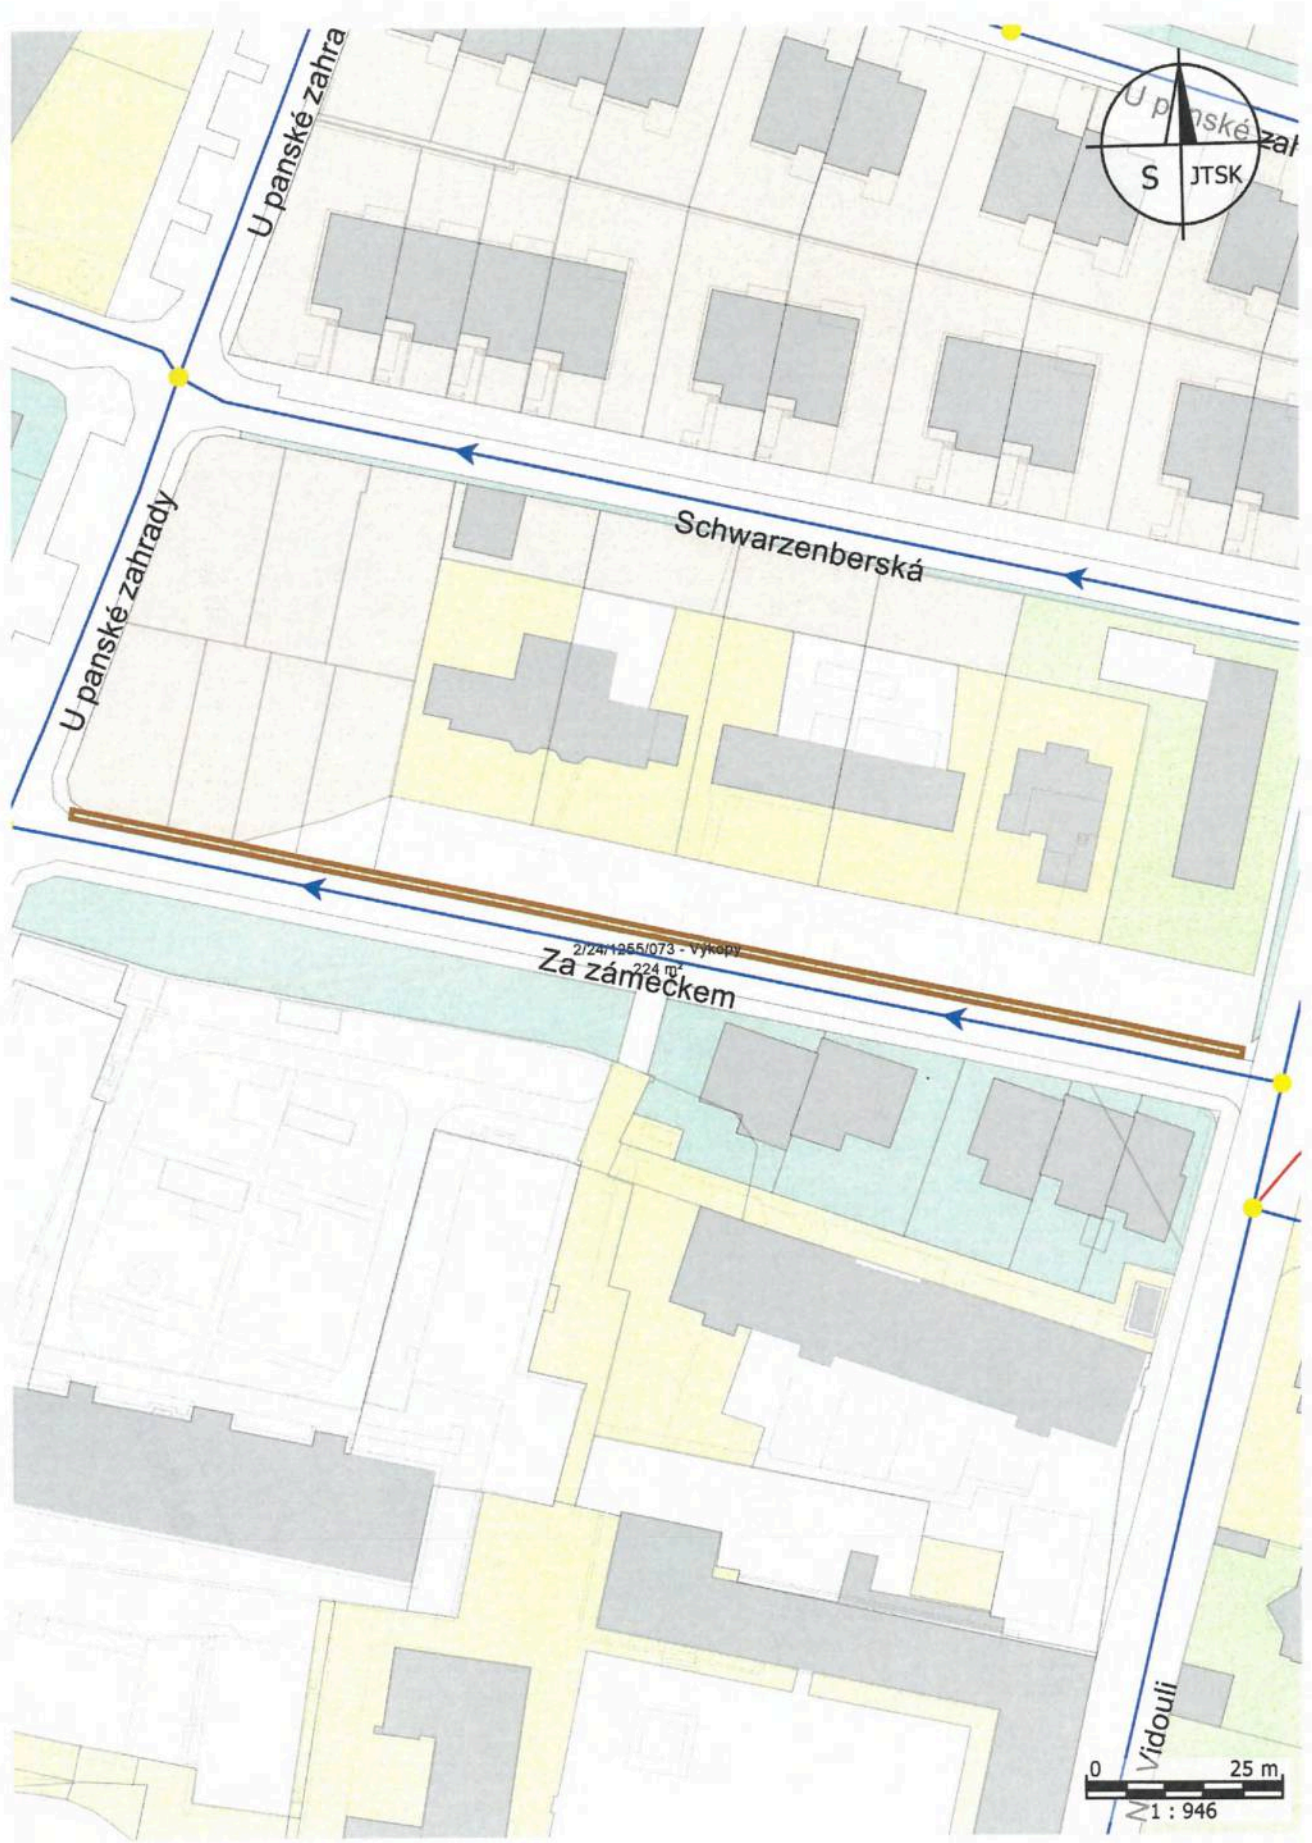 U panské zahra
U panské zah
S JTSK
Schwarzenberská
U panské zahrady
2/24/1255/073 - Výkopy
224 m²
Za zámečkem
Na Vidouli
0 25 m
1 : 946